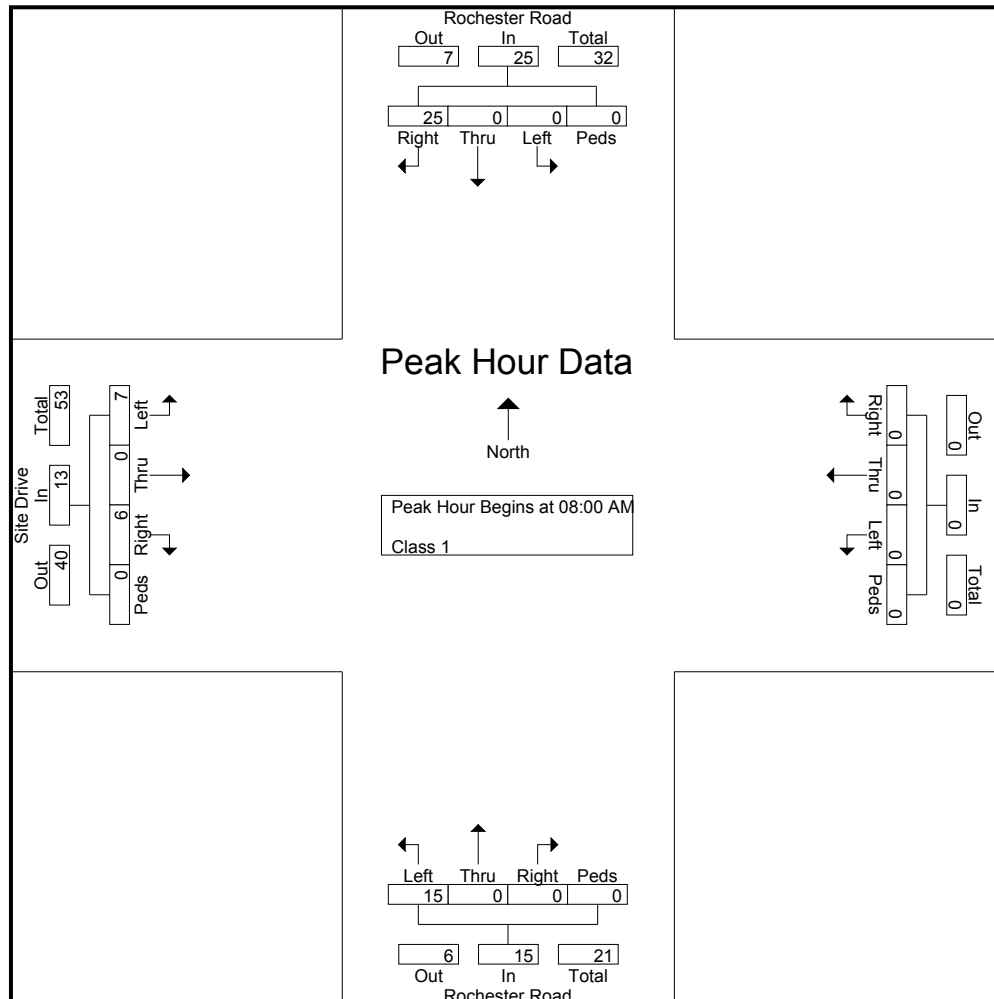 Rochester Road
Out In Total
7 25 32
25 0 0 0
Right Thru Left Peds
Peak Hour Data
North
Peak Hour Begins at 08:00 AM
Class 1
Site Drive
Out In Total
40 13 53
0 6 0 7
Peds Right Thru Left
Out In Total
0 0 0
Right Thru Left Peds
0 0 0 0
Left Thru Right Peds
15 0 0 0
6 15 21
Out In Total
Rochester Road